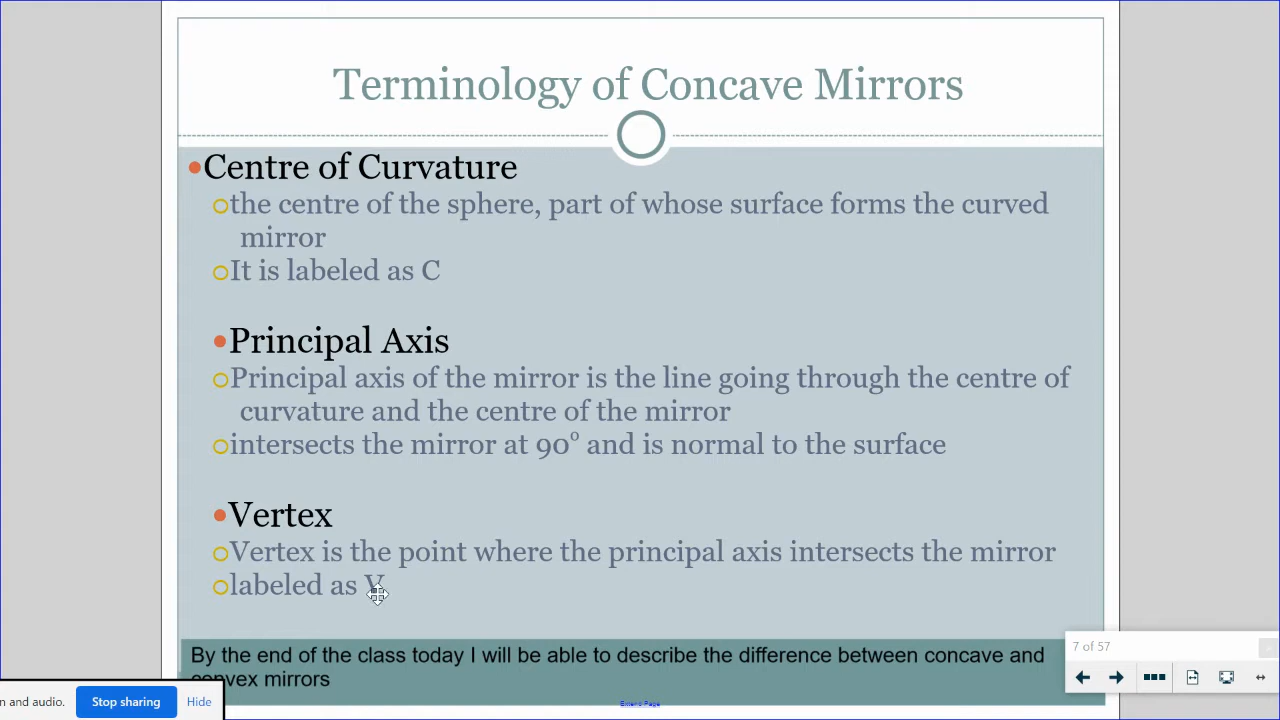 Terminology of Concave Mirrors
Centre of Curvature
the centre of the sphere, part of whose surface forms the curved
mirror
It is labeled as C
Principal Axis
Principal axis of the mirror is the line going through the centre of
curvature and the centre of the mirror
intersects the mirror at 90° and is normal to the surface
Vertex
Vertex is the point where the principal axis intersects the mirror
labeled as V
By the end of the class today I will be able to describe the difference between concave and
convex mirrors
7 of 57
n and audio.
Stop sharing
Hide
Extend Page